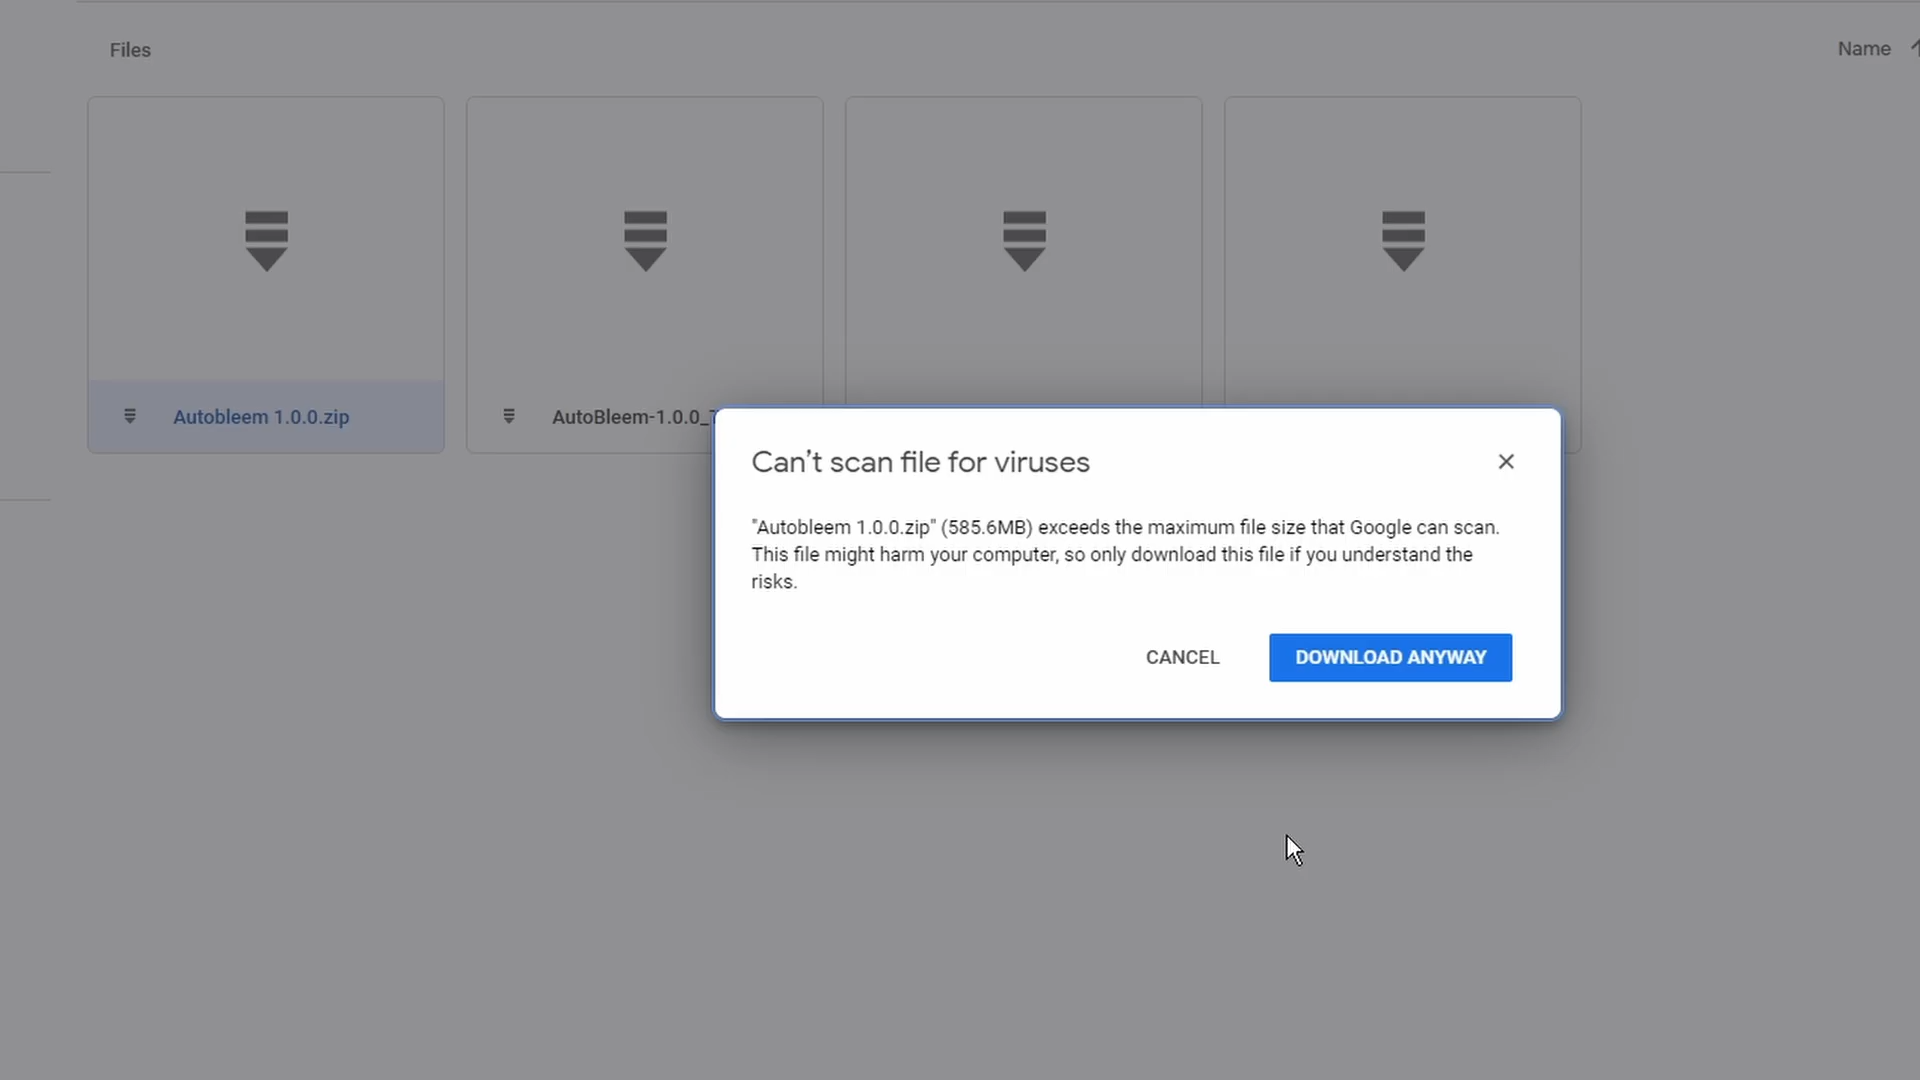 Files
Name
Autobleem 1.0.0.zip
AutoBleem-1.0.0_
Can't scan file for viruses
"Autobleem 1.0.0.zip" (585.6MB) exceeds the maximum file size that Google can scan.
This file might harm your computer, so only download this file if you understand the
risks.
CANCEL
DOWNLOAD ANYWAY